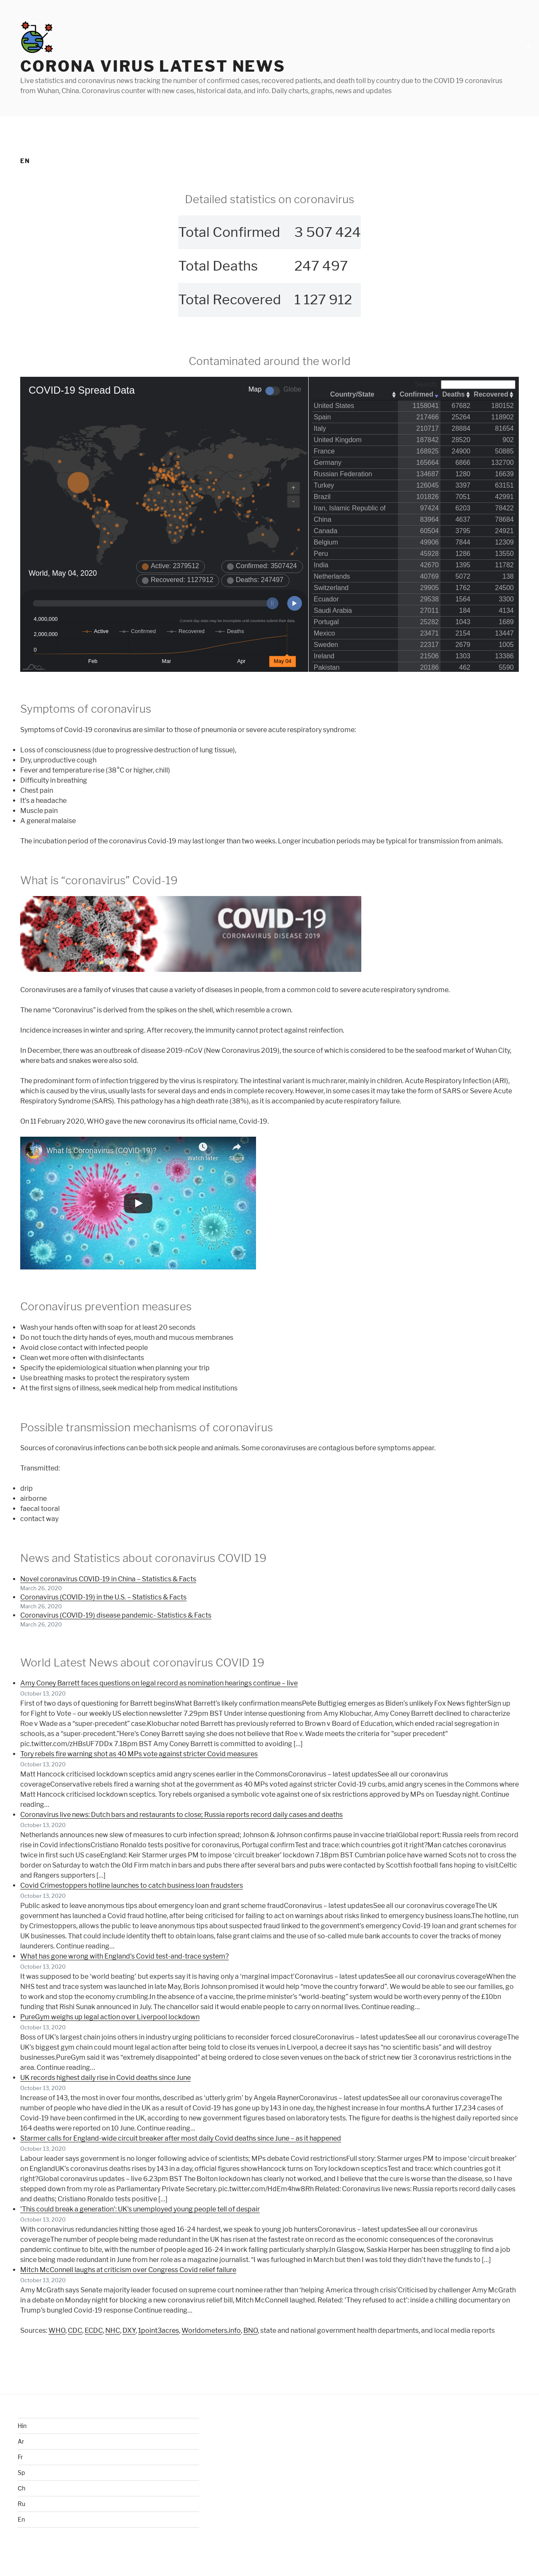 CORONA VIRUS LATEST NEWS
Live statistics and coronavirus news tracking the number of confirmed cases, recovered patients, and death toll by country due to the COVID 19 coronavirus
from Wuhan, China. Coronavirus counter with new cases, historical data, and info. Daily charts, graphs, news and updates
EN
Detailed statistics on coronavirus
Total Confirmed 3 507 424
Total Deaths 247 497
Total Recovered 1 127 912
Contaminated around the world
COVID-19 Spread Data
Map Globe
World, May 04, 2020
Active: 2379512
Confirmed: 3507424
Recovered: 1127912
Deaths: 247497
Current day data may be incomplete until countries submit their data.
4,000,000
2,000,000
0
Active Confirmed Recovered Deaths
Feb Mar Apr May 04
Country/State Confirmed Deaths Recovered
United States 1158041 67682 180152
Spain 217466 25264 118902
Italy 210717 28884 81654
United Kingdom 187842 28520 902
France 168925 24900 50885
Germany 165664 6866 132700
Russian Federation 134687 1280 16639
Turkey 126045 3397 63151
Brazil 101826 7051 42991
Iran, Islamic Republic of 97424 6203 78422
China 83964 4637 78684
Canada 60504 3795 24921
Belgium 49906 7844 12309
Peru 45928 1286 13550
India 42670 1395 11782
Netherlands 40769 5072 138
Switzerland 29905 1762 24500
Ecuador 29538 1564 3300
Saudi Arabia 27011 184 4134
Portugal 25282 1043 1689
Mexico 23471 2154 13447
Sweden 22317 2679 1005
Ireland 21506 1303 13386
Pakistan 20186 462 5590
Symptoms of coronavirus
Symptoms of Covid-19 coronavirus are similar to those of pneumonia or severe acute respiratory syndrome:
Loss of consciousness (due to progressive destruction of lung tissue),
Dry, unproductive cough
Fever and temperature rise (38°C or higher, chill)
Difficulty in breathing
Chest pain
It's a headache
Muscle pain
A general malaise
The incubation period of the coronavirus Covid-19 may last longer than two weeks. Longer incubation periods may be typical for transmission from animals.
What is “coronavirus” Covid-19
COVID-19
CORONAVIRUS DISEASE 2019
Coronaviruses are a family of viruses that cause a variety of diseases in people, from a common cold to severe acute respiratory syndrome.
The name “Coronavirus” is derived from the spikes on the shell, which resemble a crown.
Incidence increases in winter and spring. After recovery, the immunity cannot protect against reinfection.
In December, there was an outbreak of disease 2019-nCoV (New Coronavirus 2019), the source of which is considered to be the seafood market of Wuhan City,
where bats and snakes were also sold.
The predominant form of infection triggered by the virus is respiratory. The intestinal variant is much rarer, mainly in children. Acute Respiratory Infection (ARI),
which is caused by the virus, usually lasts for several days and ends in complete recovery. However, in some cases it may take the form of SARS or Severe Acute
Respiratory Syndrome (SARS). This pathology has a high death rate (38%), as it is accompanied by acute respiratory failure.
On 11 February 2020, WHO gave the new coronavirus its official name, Covid-19.
What Is Coronavirus (COVID-19)?
Watch later Share
Coronavirus prevention measures
Wash your hands often with soap for at least 20 seconds
Do not touch the dirty hands of eyes, mouth and mucous membranes
Avoid close contact with infected people
Clean wet more often with disinfectants
Specify the epidemiological situation when planning your trip
Use breathing masks to protect the respiratory system
At the first signs of illness, seek medical help from medical institutions
Possible transmission mechanisms of coronavirus
Sources of coronavirus infections can be both sick people and animals. Some coronaviruses are contagious before symptoms appear.
Transmitted:
drip
airborne
faecal tooral
contact way
News and Statistics about coronavirus COVID 19
Novel coronavirus COVID-19 in China – Statistics & Facts
March 26, 2020
Coronavirus (COVID-19) in the U.S. – Statistics & Facts
March 26, 2020
Coronavirus (COVID-19) disease pandemic- Statistics & Facts
March 26, 2020
World Latest News about coronavirus COVID 19
Amy Coney Barrett faces questions on legal record as nomination hearings continue – live
October 13, 2020
First of two days of questioning for Barrett beginsWhat Barrett's likely confirmation meansPete Buttigieg emerges as Biden's unlikely Fox News fighterSign up
for Fight to Vote – our weekly US election newsletter 7.29pm BST Under intense questioning from Amy Klobuchar, Amy Coney Barrett declined to characterize
Roe v Wade as a “super-precedent” case.Klobuchar noted Barrett has previously referred to Brown v Board of Education, which ended racial segregation in
schools, as a “super-precedent.”Here's Coney Barrett saying she does not believe that Roe v. Wade meets the criteria for "super precedent"
pic.twitter.com/zHBsUF7DDx 7.18pm BST Amy Coney Barrett is committed to avoiding […]
Tory rebels fire warning shot as 40 MPs vote against stricter Covid measures
October 13, 2020
Matt Hancock criticised lockdown sceptics amid angry scenes earlier in the CommonsCoronavirus – latest updatesSee all our coronavirus
coverageConservative rebels fired a warning shot at the government as 40 MPs voted against stricter Covid-19 curbs, amid angry scenes in the Commons where
Matt Hancock criticised lockdown sceptics. Tory rebels organised a symbolic vote against one of six restrictions approved by MPs on Tuesday night. Continue
reading…
Coronavirus live news: Dutch bars and restaurants to close; Russia reports record daily cases and deaths
October 13, 2020
Netherlands announces new slew of measures to curb infection spread; Johnson & Johnson confirms pause in vaccine trialGlobal report: Russia reels from record
rise in Covid infectionsCristiano Ronaldo tests positive for coronavirus, Portugal confirmTest and trace: which countries got it right?Man catches coronavirus
twice in first such US caseEngland: Keir Starmer urges PM to impose ‘circuit breaker’ lockdown 7.18pm BST Cumbrian police have warned Scots not to cross the
border on Saturday to watch the Old Firm match in bars and pubs there after several bars and pubs were contacted by Scottish football fans hoping to visit.Celtic
and Rangers supporters […]
Covid Crimestoppers hotline launches to catch business loan fraudsters
October 13, 2020
Public asked to leave anonymous tips about emergency loan and grant scheme fraudCoronavirus – latest updatesSee all our coronavirus coverageThe UK
government has launched a Covid fraud hotline, after being criticised for failing to act on warnings about risks linked to emergency business loans.The hotline, run
by Crimestoppers, allows the public to leave anonymous tips about suspected fraud linked to the government's emergency Covid-19 loan and grant schemes for
UK businesses. That could include identity theft to obtain loans, false grant claims and the use of so-called mule bank accounts to cover the tracks of money
launderers. Continue reading…
What has gone wrong with England's Covid test-and-trace system?
October 13, 2020
It was supposed to be ‘world beating’ but experts say it is having only a ‘marginal impact’Coronavirus – latest updatesSee all our coronavirus coverageWhen the
NHS test and trace system was launched in late May, Boris Johnson promised it would help “move the country forward”. We would be able to see our families, go
to work and stop the economy crumbling.In the absence of a vaccine, the prime minister's “world-beating” system would be worth every penny of the £10bn
funding that Rishi Sunak announced in July. The chancellor said it would enable people to carry on normal lives. Continue reading…
PureGym weighs up legal action over Liverpool lockdown
October 13, 2020
Boss of UK's largest chain joins others in industry urging politicians to reconsider forced closureCoronavirus – latest updatesSee all our coronavirus coverageThe
UK's biggest gym chain could mount legal action after being told to close its venues in Liverpool, a decree it says has “no scientific basis” and will destroy
businesses.PureGym said it was “extremely disappointed” at being ordered to close seven venues on the back of strict new tier 3 coronavirus restrictions in the
area. Continue reading…
UK records highest daily rise in Covid deaths since June
October 13, 2020
Increase of 143, the most in over four months, described as ‘utterly grim’ by Angela RaynerCoronavirus – latest updatesSee all our coronavirus coverageThe
number of people who have died in the UK as a result of Covid-19 has gone up by 143 in one day, the highest increase in four months.A further 17,234 cases of
Covid-19 have been confirmed in the UK, according to new government figures based on laboratory tests. The figure for deaths is the highest daily reported since
164 deaths were reported on 10 June. Continue reading…
Starmer calls for England-wide circuit breaker after most daily Covid deaths since June – as it happened
October 13, 2020
Labour leader says government is no longer following advice of scientists; MPs debate Covid restrictionsFull story: Starmer urges PM to impose ‘circuit breaker’
on EnglandUK's coronavirus deaths rises by 143 in a day, official figures showHancock turns on Tory lockdown scepticsTest and trace: which countries got it
right?Global coronavirus updates – live 6.23pm BST The Bolton lockdown has clearly not worked, and I believe that the cure is worse than the disease, so I have
stepped down from my role as Parliamentary Private Secretary. pic.twitter.com/HdEm4hw8Rh Related: Coronavirus live news: Russia reports record daily cases
and deaths; Cristiano Ronaldo tests positive […]
‘This could break a generation’: UK's unemployed young people tell of despair
October 13, 2020
With coronavirus redundancies hitting those aged 16-24 hardest, we speak to young job huntersCoronavirus – latest updatesSee all our coronavirus
coverageThe number of people being made redundant in the UK has risen at the fastest rate on record as the economic consequences of the coronavirus
pandemic continue to bite, with the number of people aged 16-24 in work falling particularly sharply.In Glasgow, Saskia Harper has been struggling to find a job
since being made redundant in June from her role as a magazine journalist. “I was furloughed in March but then I was told they didn't have the funds to […]
Mitch McConnell laughs at criticism over Congress Covid relief failure
October 13, 2020
Amy McGrath says Senate majority leader focused on supreme court nominee rather than ‘helping America through crisis’Criticised by challenger Amy McGrath
in a debate on Monday night for blocking a new coronavirus relief bill, Mitch McConnell laughed. Related: 'They refused to act': inside a chilling documentary on
Trump's bungled Covid-19 response Continue reading…
Sources: WHO, CDC, ECDC, NHC, DXY, 1point3acres, Worldometers.info, BNO, state and national government health departments, and local media reports
Hin
Ar
Fr
Sp
Ch
Ru
En